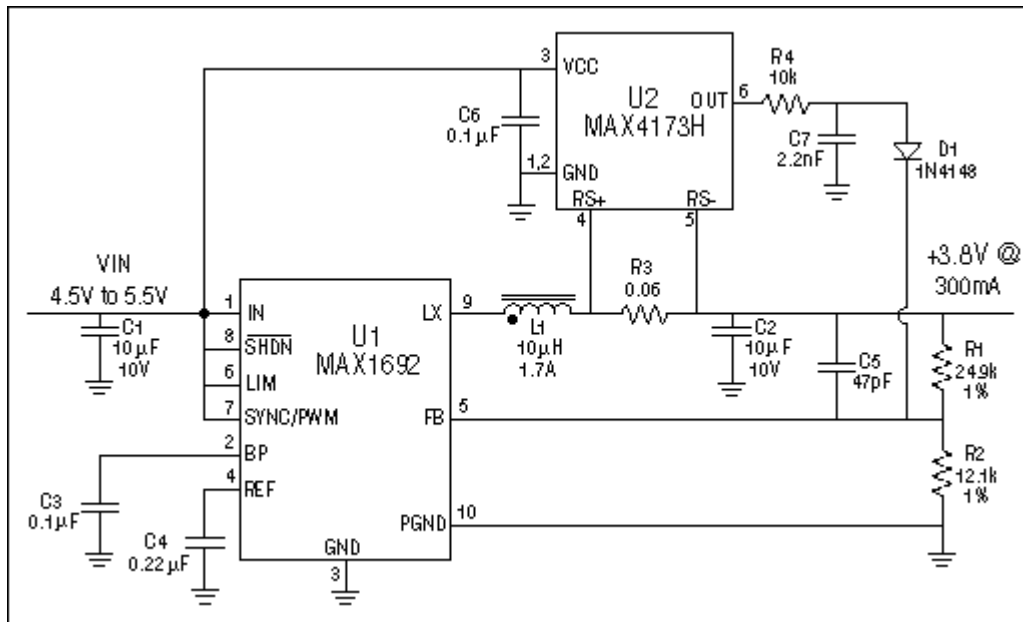 3
VCC
U2
MAX4173H
OUT
6
R4
10k
C6
0.1µF
C7
2.2nF
D1
1N4148
1,2
GND
RS+
RS-
4
5
VIN
4.5V to 5.5V
+3.8V @
300mA
R3
0.06
1
IN
U1
MAX1692
LX
9
L1
10µH
1.7A
C1
10µF
10V
8
SHDN
6
LIM
7
SYNC/PWM
C2
10µF
10V
C5
47pF
R1
24.9k
1%
FB
5
2
BP
4
REF
R2
12.1k
1%
C3
0.1µF
C4
0.22µF
PGND
10
GND
3